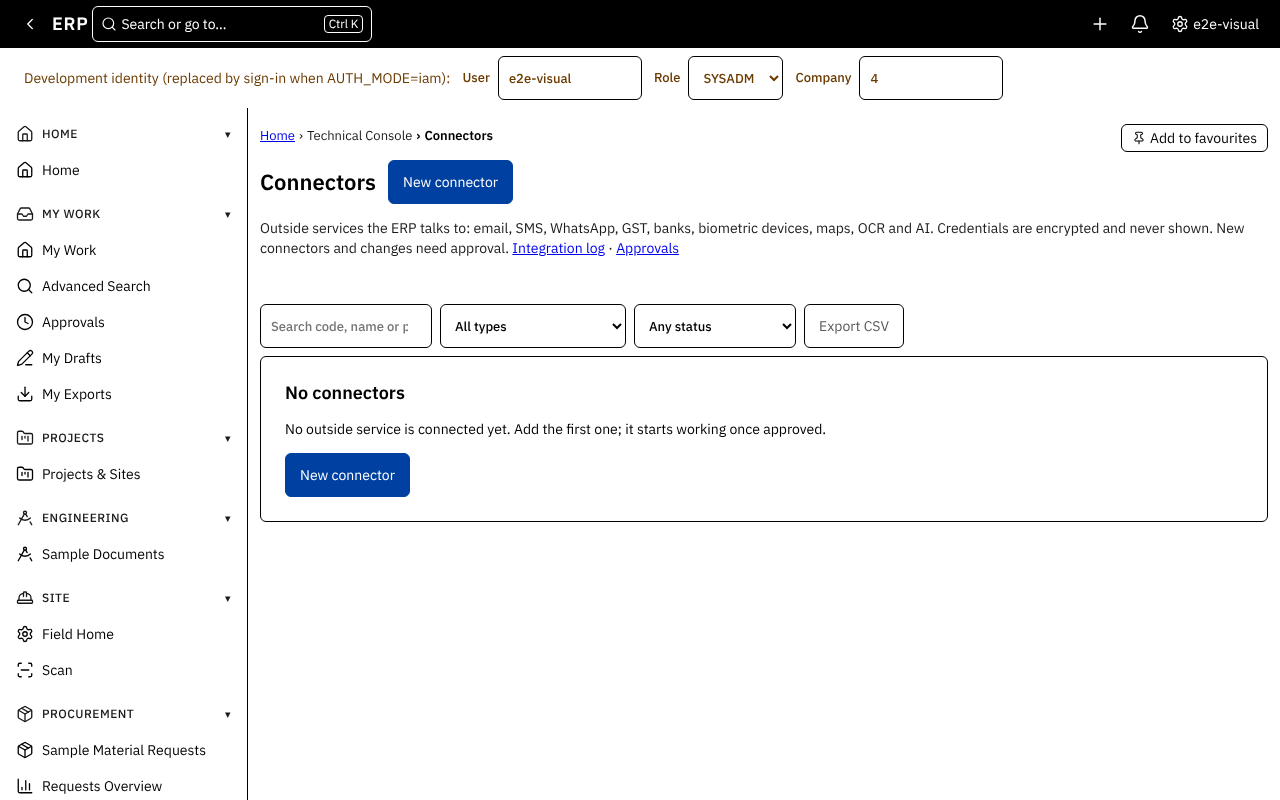 ERP
Search or go to...
Ctrl K
e2e-visual
Development identity (replaced by sign-in when AUTH_MODE=iam):
User
e2e-visual
Role
SYSADM
Company
4
HOME
Home
MY WORK
My Work
Advanced Search
Approvals
My Drafts
My Exports
PROJECTS
Projects & Sites
ENGINEERING
Sample Documents
SITE
Field Home
Scan
PROCUREMENT
Sample Material Requests
Requests Overview
Home › Technical Console › Connectors
Add to favourites
Connectors
New connector
Outside services the ERP talks to: email, SMS, WhatsApp, GST, banks, biometric devices, maps, OCR and AI. Credentials are encrypted and never shown. New
connectors and changes need approval. Integration log · Approvals
Search code, name or
All types
Any status
Export CSV
No connectors
No outside service is connected yet. Add the first one; it starts working once approved.
New connector